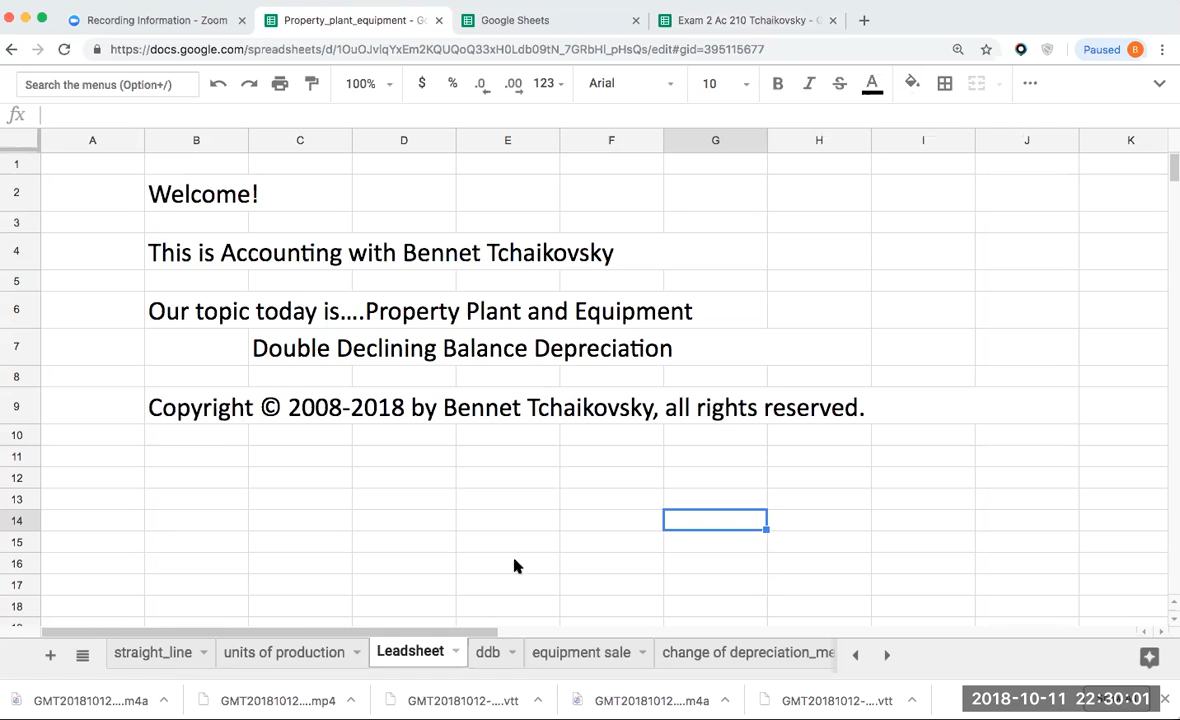 Recording Information - Zoom
Property_plant_equipment - Go
Google Sheets
Exam 2 Ac 210 Tchaikovsky - G
https://docs.google.com/spreadsheets/d/1OuOJvlqYxEm2KQUQoQ33xH0Ldb09tN_7GRbHl_pHsQs/edit#gid=395115677
Paused B
Search the menus (Option+/)
100% $ % .0 .00 123 Arial 10 B I S A
fx
A B C D E F G H I J K
1
2 Welcome!
3
4 This is Accounting with Bennet Tchaikovsky
5
6 Our topic today is....Property Plant and Equipment
7 Double Declining Balance Depreciation
8
9 Copyright © 2008-2018 by Bennet Tchaikovsky, all rights reserved.
10
11
12
13
14
15
16
17
18
straight_line units of production Leadsheet ddb equipment sale change of depreciation_me
GMT20181012....m4a GMT20181012....mp4 GMT20181012-....vtt GMT20181012....m4a GMT20181012-....vtt
2018-10-11 22:30:01